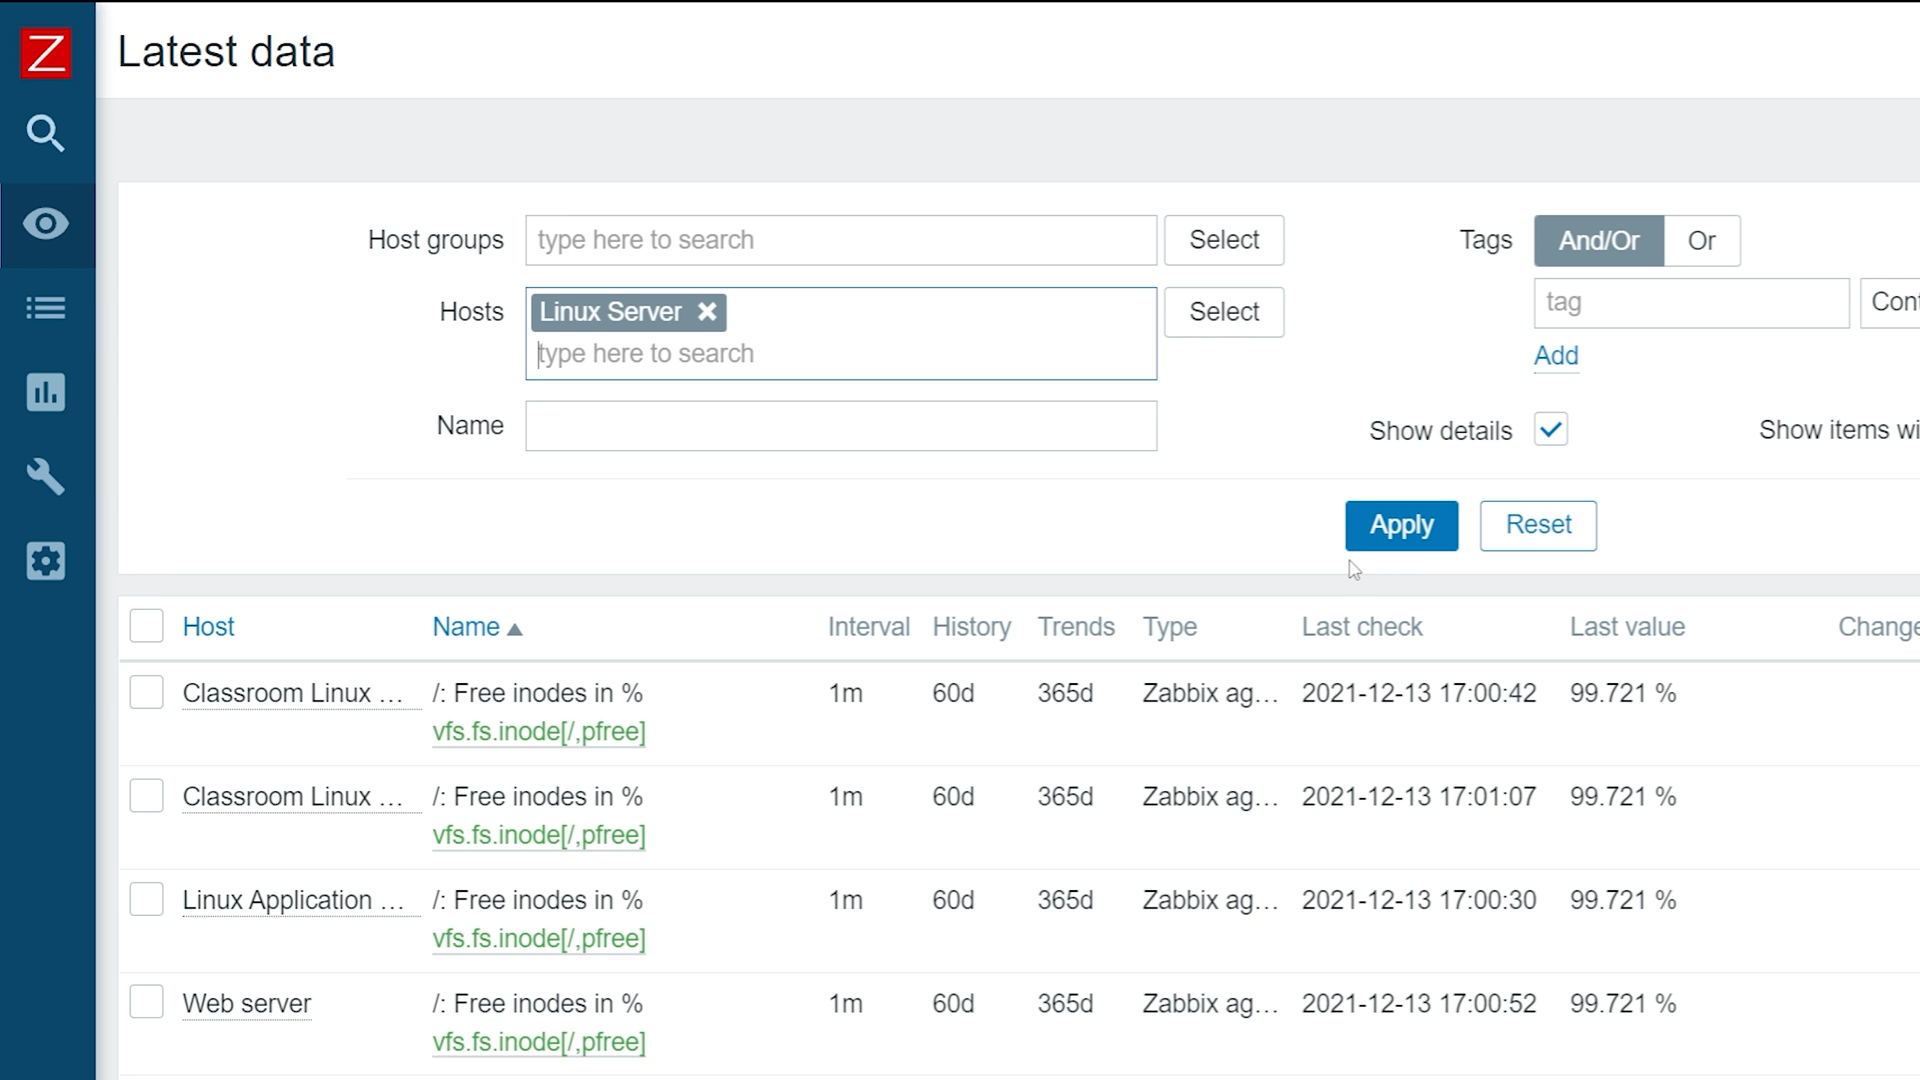 Z
Latest data
Host groups type here to search Select Tags And/Or Or
Hosts Linux Server ✖ Select tag
type here to search Add
Name Show details Show items
Apply Reset
Host Name ▲ Interval History Trends Type Last check Last value Change
Classroom Linux ... /: Free inodes in % 1m 60d 365d Zabbix ag... 2021-12-13 17:00:42 99.721 %
vfs.fs.inode[/,pfree]
Classroom Linux ... /: Free inodes in % 1m 60d 365d Zabbix ag... 2021-12-13 17:01:07 99.721 %
vfs.fs.inode[/,pfree]
Linux Application ... /: Free inodes in % 1m 60d 365d Zabbix ag... 2021-12-13 17:00:30 99.721 %
vfs.fs.inode[/,pfree]
Web server /: Free inodes in % 1m 60d 365d Zabbix ag... 2021-12-13 17:00:52 99.721 %
vfs.fs.inode[/,pfree]